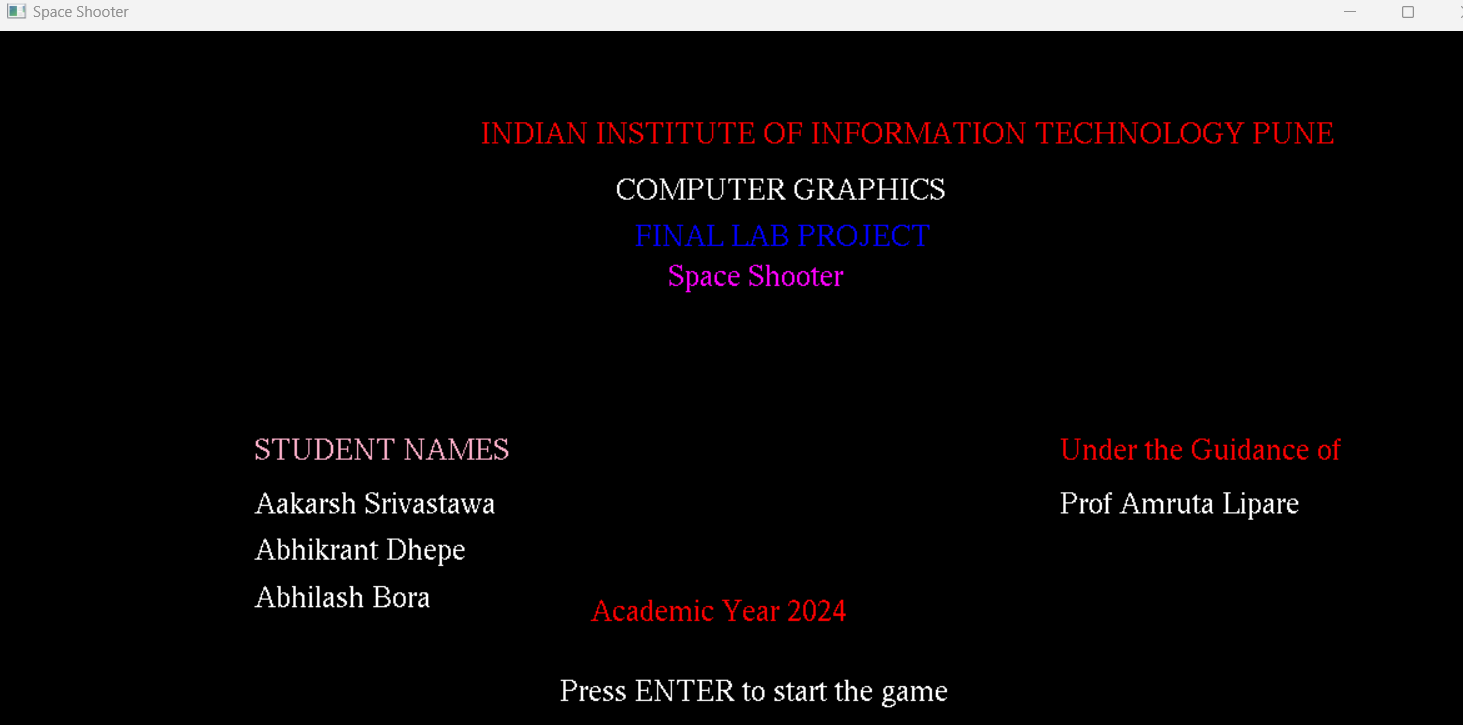 Space Shooter
INDIAN INSTITUTE OF INFORMATION TECHNOLOGY PUNE
COMPUTER GRAPHICS
FINAL LAB PROJECT
Space Shooter
STUDENT NAMES
Under the Guidance of
Aakarsh Srivastawa
Prof Amruta Lipare
Abhikrant Dhepe
Abhilash Bora
Academic Year 2024
Press ENTER to start the game